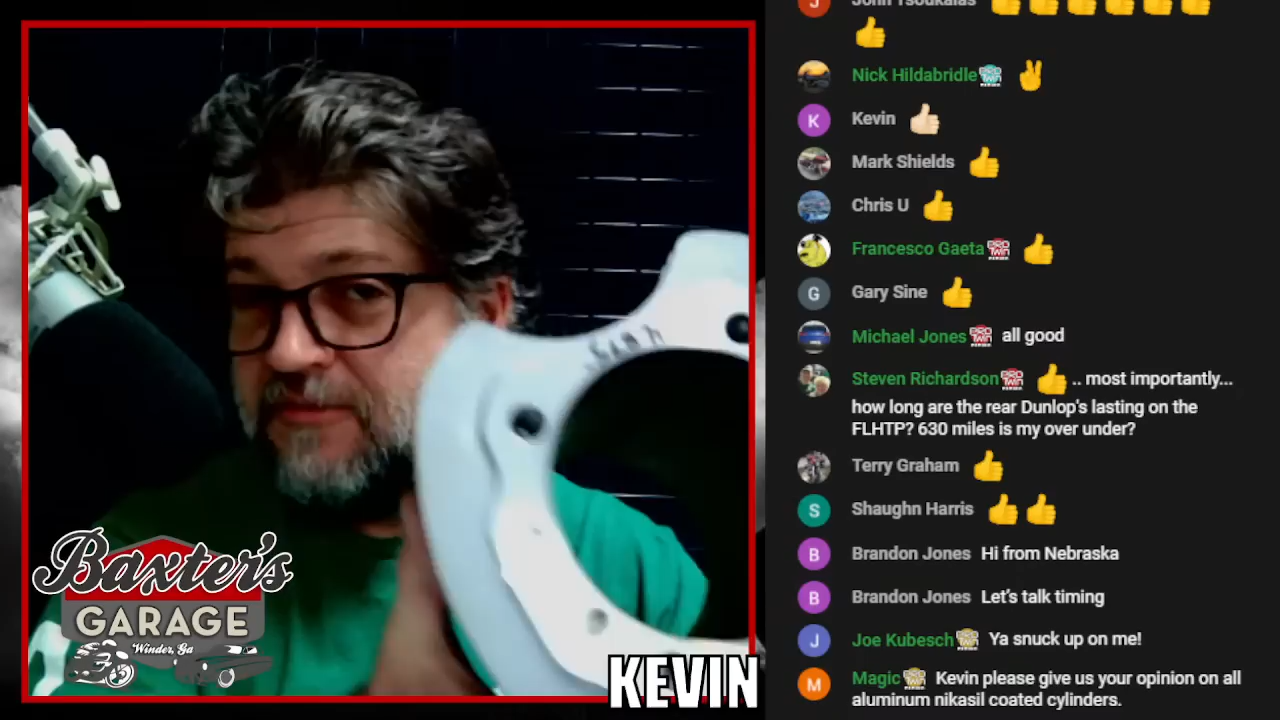 Baxter's
GARAGE
Winder, Ga
KEVIN
John Tsoukalas 👍👍👍👍👍👍
👍
Nick Hildabridle ✌
Kevin 👍🏻
Mark Shields 👍
Chris U 👍
Francesco Gaeta 👍
Gary Sine 👍
Michael Jones all good
Steven Richardson 👍 .. most importantly...
how long are the rear Dunlop's lasting on the
FLHTP? 630 miles is my over under?
Terry Graham 👍
Shaughn Harris 👍👍
Brandon Jones Hi from Nebraska
Brandon Jones Let's talk timing
Joe Kubesch Ya snuck up on me!
Magic Kevin please give us your opinion on all
aluminum nikasil coated cylinders.